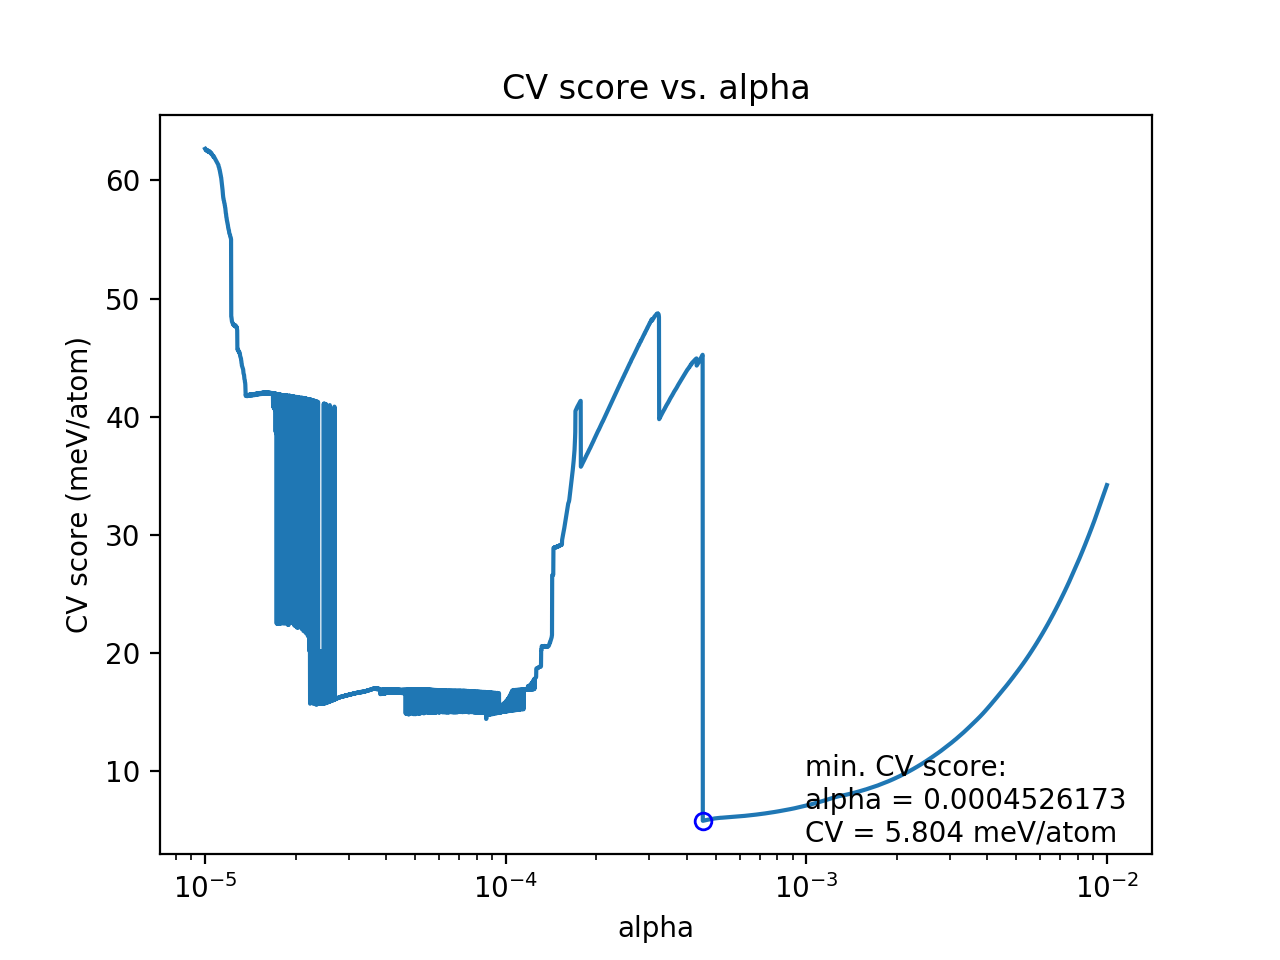 CV score vs. alpha
CV score (meV/atom)
60
50
40
30
20
10
min. CV score:
alpha = 0.0004526173
CV = 5.804 meV/atom
10⁻⁵ 10⁻⁴ 10⁻³ 10⁻²
alpha